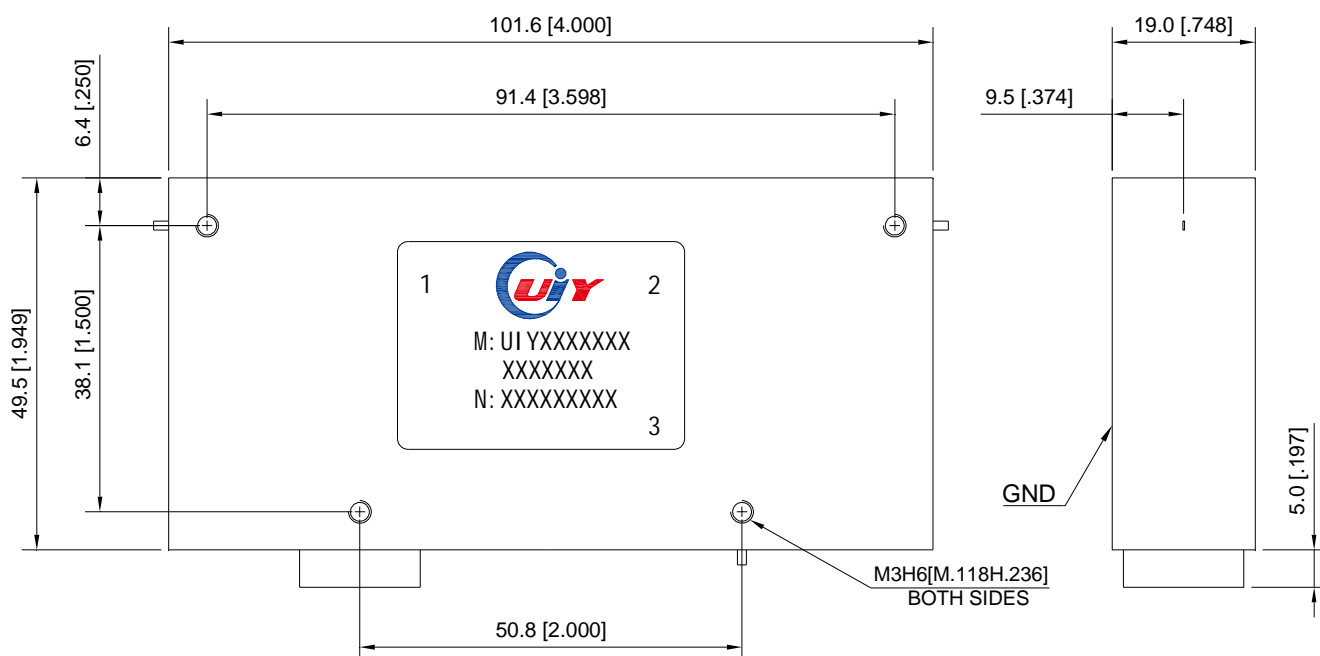 101.6 [4.000]
19.0 [.748]
6.4 [.250]
91.4 [3.598]
9.5 [.374]
49.5 [1.949]
38.1 [1.500]
1
UiY
2
M: UIYXXXXXXXX
XXXXXXX
N: XXXXXXXXX
3
GND
5.0 [.197]
M3H6[M.118H.236]
BOTH SIDES
50.8 [2.000]